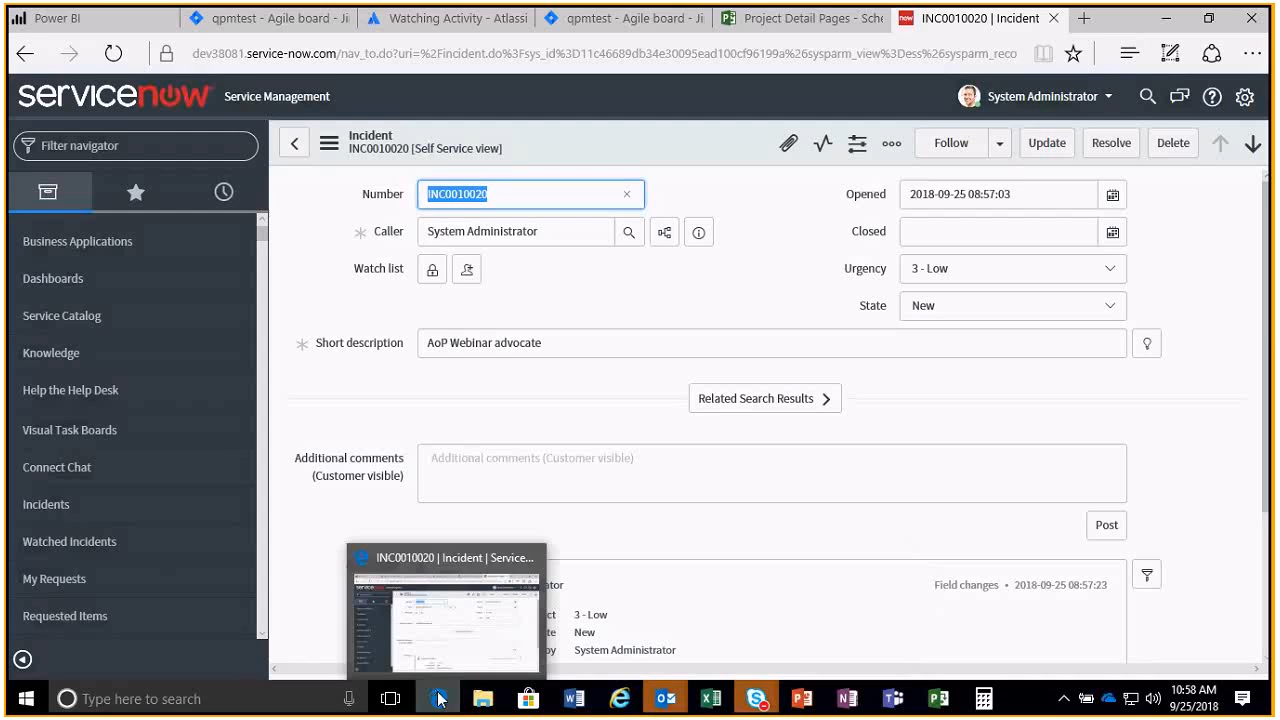 Power BI
qpmtest - Agile board - Ji
Watching Activity - Atlassi
qpmtest - Agile board - Ji
Project Detail Pages - Se
now INC0010020 | Incident
dev38081.service-now.com/nav_to.do?uri=%2Fincident.do%3Fsys_id%3D11c46689db34e30095ead100cf96199a%26sysparm_view%3Dess%26sysparm_reco
servicenow Service Management
System Administrator
Filter navigator
Incident
INC0010020 [Self Service view]
Follow
Update
Resolve
Delete
Business Applications
Dashboards
Service Catalog
Knowledge
Help the Help Desk
Visual Task Boards
Connect Chat
Incidents
Watched Incidents
My Requests
Requested Items
Number INC0010020
Opened 2018-09-25 08:57:03
Caller System Administrator
Closed
Watch list
Urgency 3 - Low
State New
Short description AoP Webinar advocate
Related Search Results
Additional comments (Customer visible)
Additional comments
(Customer visible)
Post
INC0010020 | Incident | Service...
Field changes • 2018-09-
3 - Low
New
System Administrator
Type here to search
10:58 AM
9/25/2018